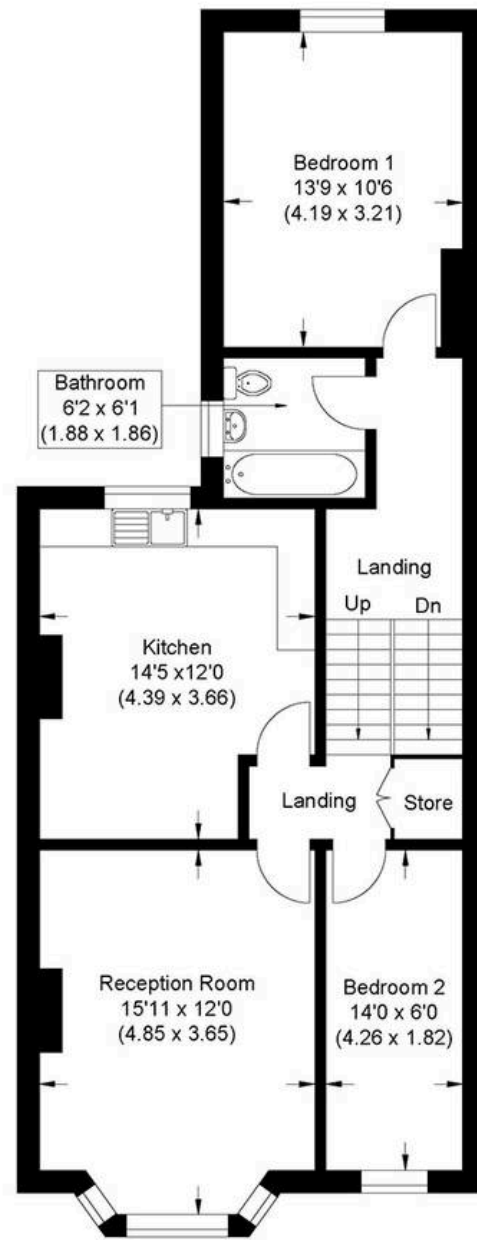 Bedroom 1
13'9 x 10'6
(4.19 x 3.21)
Bathroom
6'2 x 6'1
(1.88 x 1.86)
Landing
Up Dn
Kitchen
14'5 x12'0
(4.39 x 3.66)
Landing
Store
Reception Room
15'11 x 12'0
(4.85 x 3.65)
Bedroom 2
14'0 x 6'0
(4.26 x 1.82)